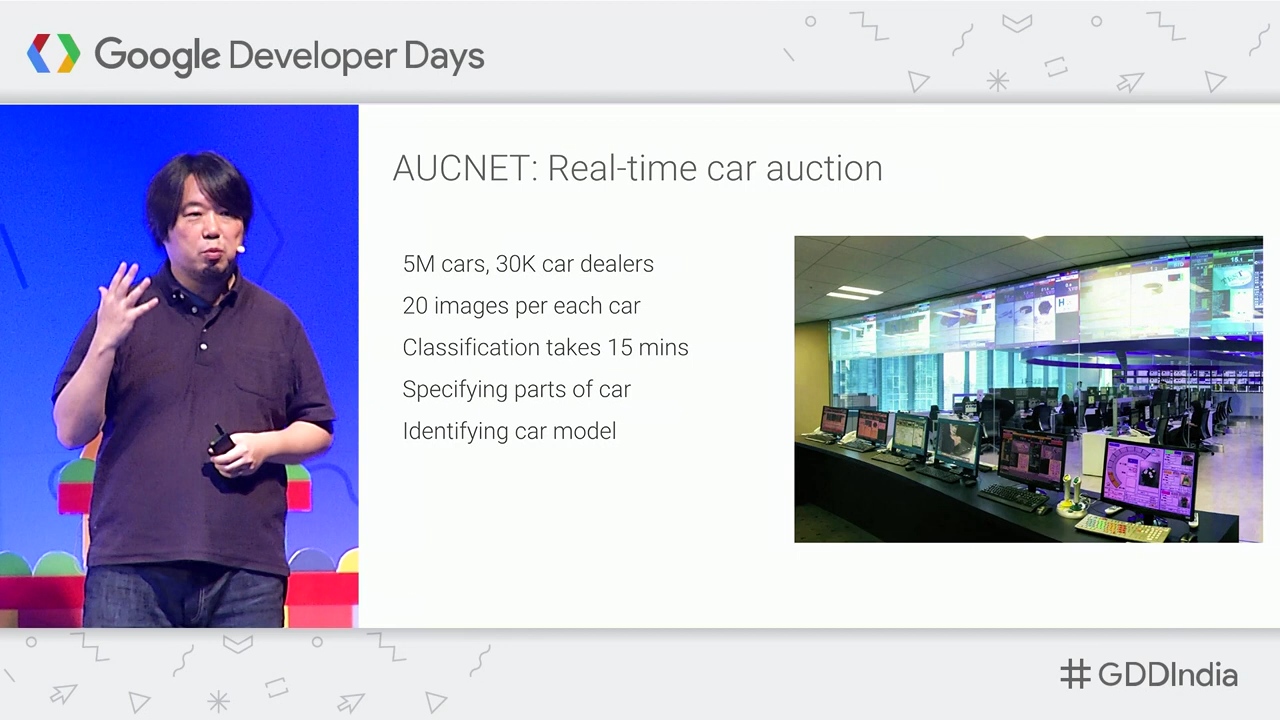 Google Developer Days
AUCNET: Real-time car auction
5M cars, 30K car dealers
20 images per each car
Classification takes 15 mins
Specifying parts of car
Identifying car model
#GDDIndia